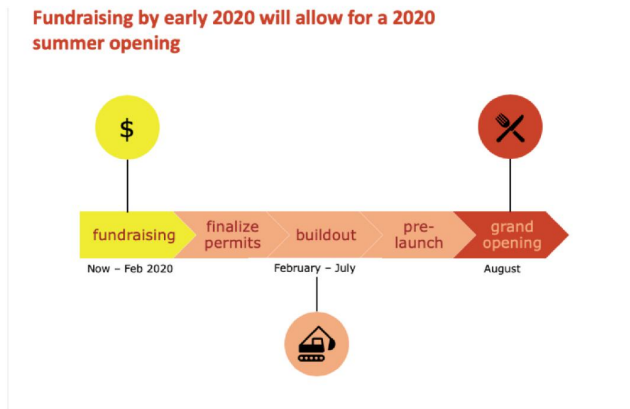 Fundraising by early 2020 will allow for a 2020
summer opening
$
fundraising
finalize
permits
buildout
pre-
launch
grand
opening
Now – Feb 2020
February – July
August